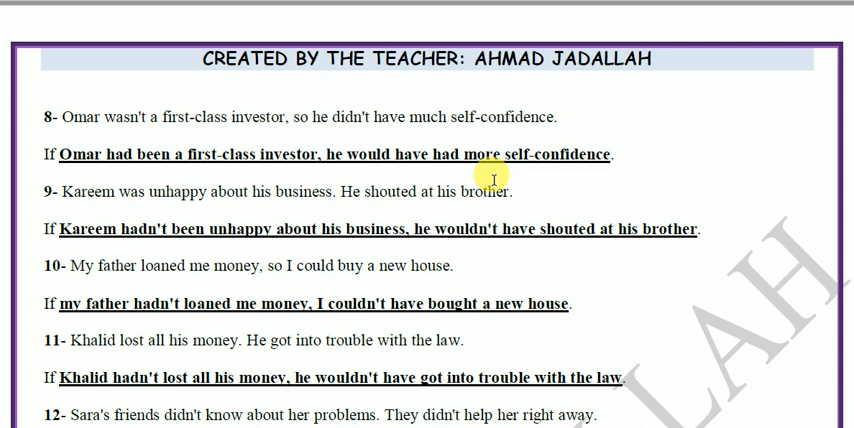 CREATED BY THE TEACHER: AHMAD JADALLAH
8- Omar wasn't a first-class investor, so he didn't have much self-confidence.
If Omar had been a first-class investor, he would have had more self-confidence.
9- Kareem was unhappy about his business. He shouted at his brother.
If Kareem hadn't been unhappy about his business, he wouldn't have shouted at his brother.
10- My father loaned me money, so I could buy a new house.
If my father hadn't loaned me money, I couldn't have bought a new house.
11- Khalid lost all his money. He got into trouble with the law.
If Khalid hadn't lost all his money, he wouldn't have got into trouble with the law.
12- Sara's friends didn't know about her problems. They didn't help her right away.
LLAH